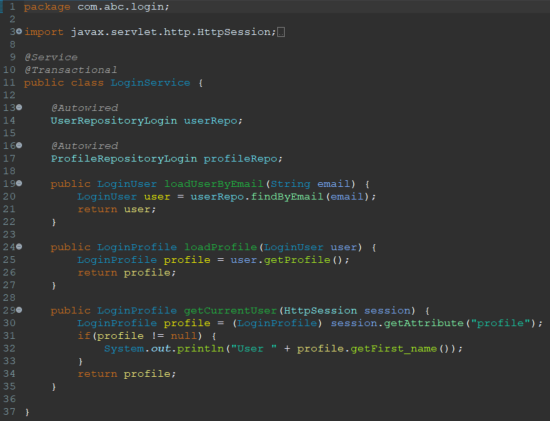 1 package com.abc.login;
2
3 import javax.servlet.http.HttpSession;
8
9 @Service
10 @Transactional
11 public class LoginService {
12
13     @Autowired
14     UserRepositoryLogin userRepo;
15
16     @Autowired
17     ProfileRepositoryLogin profileRepo;
18
19     public LoginUser loadUserByEmail(String email) {
20         LoginUser user = userRepo.findByEmail(email);
21         return user;
22     }
23
24     public LoginProfile loadProfile(LoginUser user) {
25         LoginProfile profile = user.getProfile();
26         return profile;
27     }
28
29     public LoginProfile getCurrentUser(HttpSession session) {
30         LoginProfile profile = (LoginProfile) session.getAttribute("profile");
31         if(profile != null) {
32             System.out.println("User " + profile.getFirst_name());
33         }
34         return profile;
35     }
36
37 }